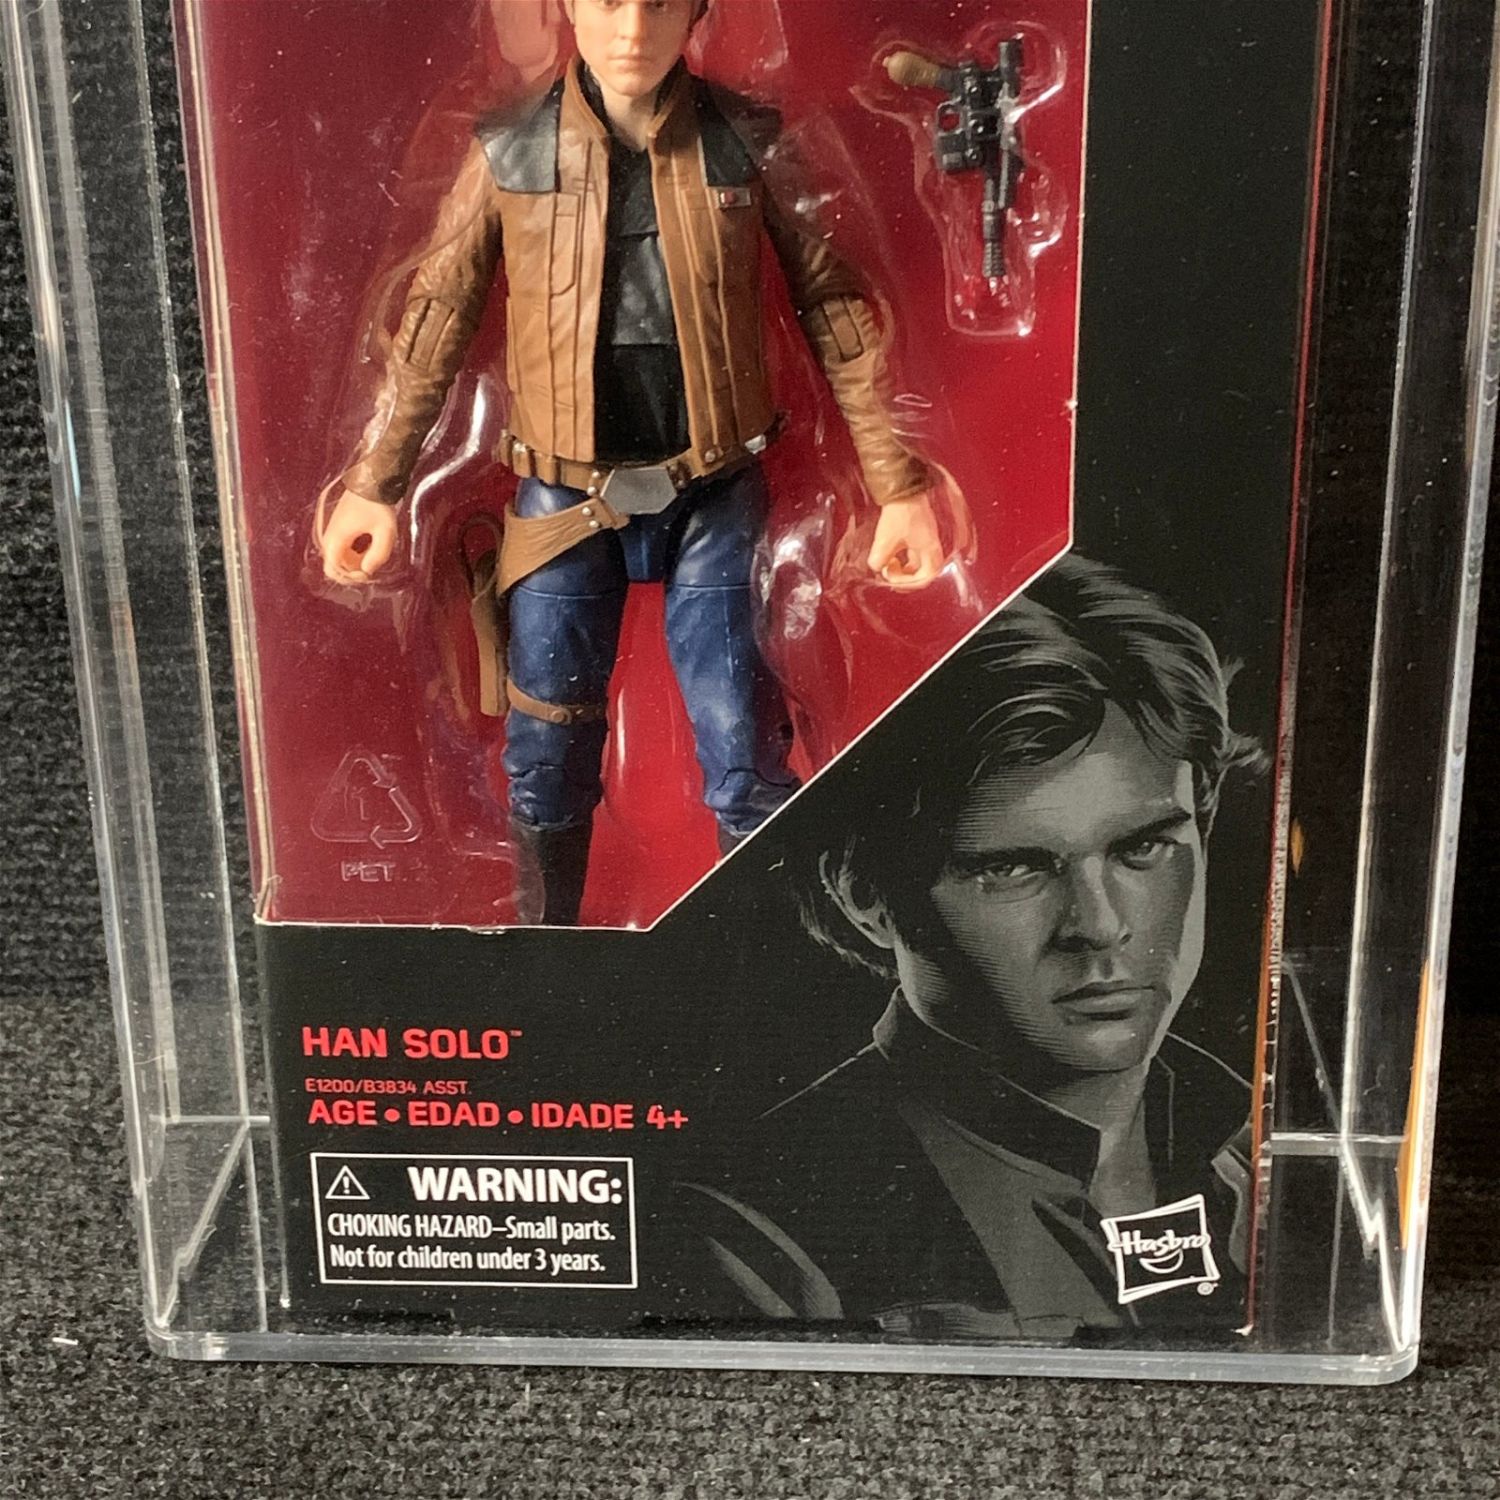 PET
HAN SOLO™
E1200/B3834 ASST.
AGE • EDAD • IDADE 4+
WARNING:
CHOKING HAZARD–Small parts.
Not for children under 3 years.
Hasbro